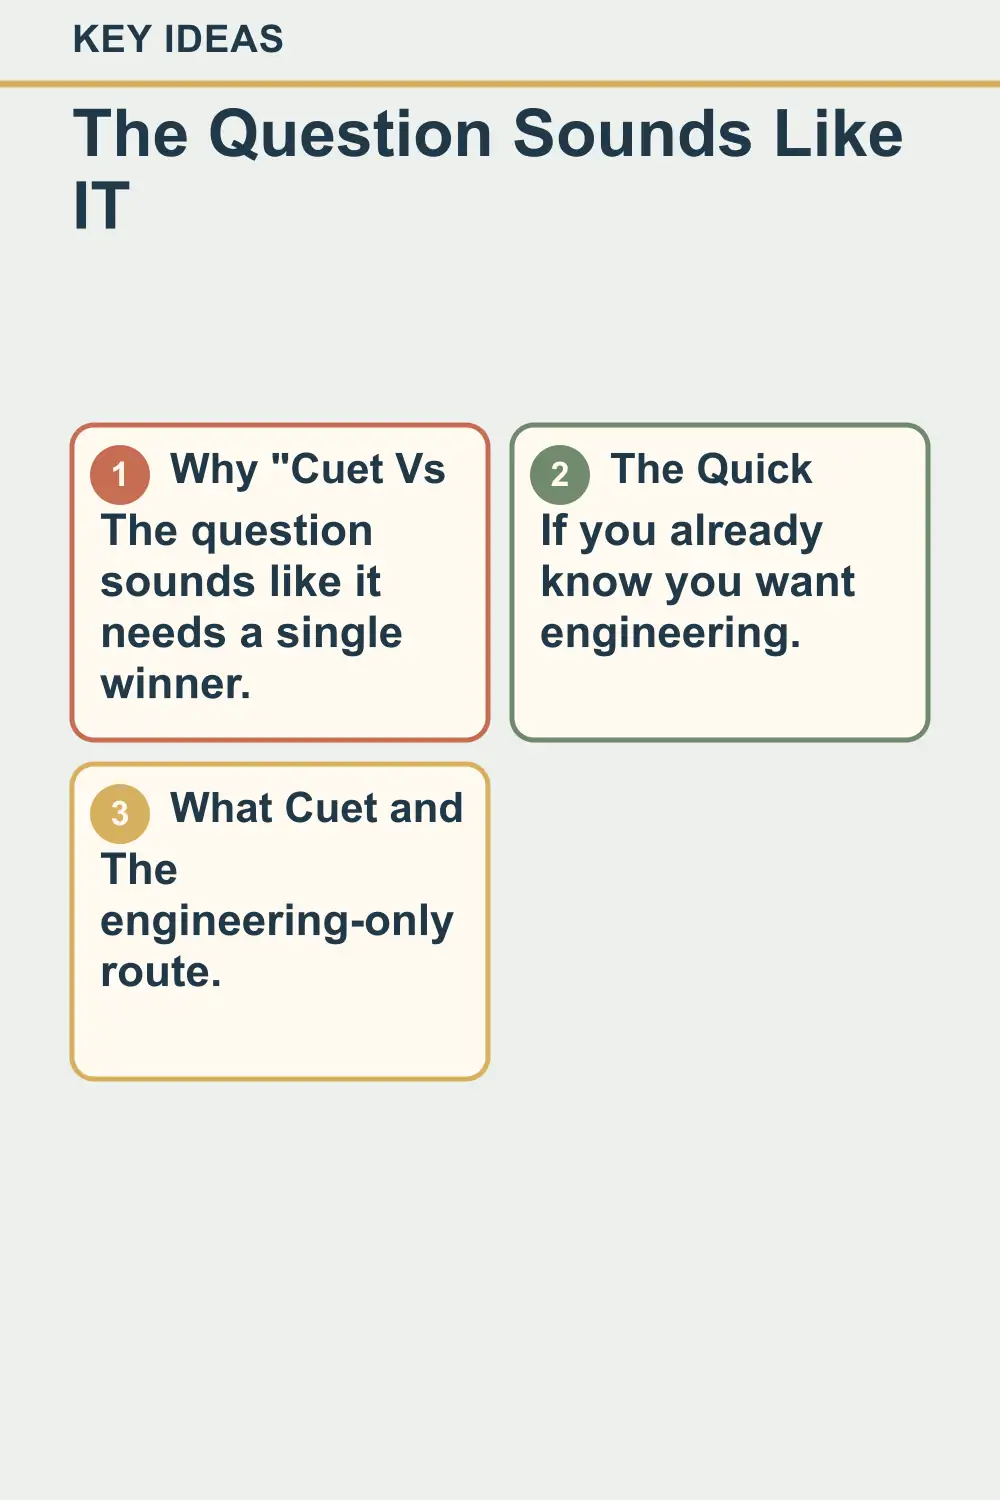 KEY IDEAS
The Question Sounds Like
IT
1 Why "Cuet Vs
The question
sounds like it
needs a single
winner.
2 The Quick
If you already
know you want
engineering.
3 What Cuet and
The
engineering-only
route.